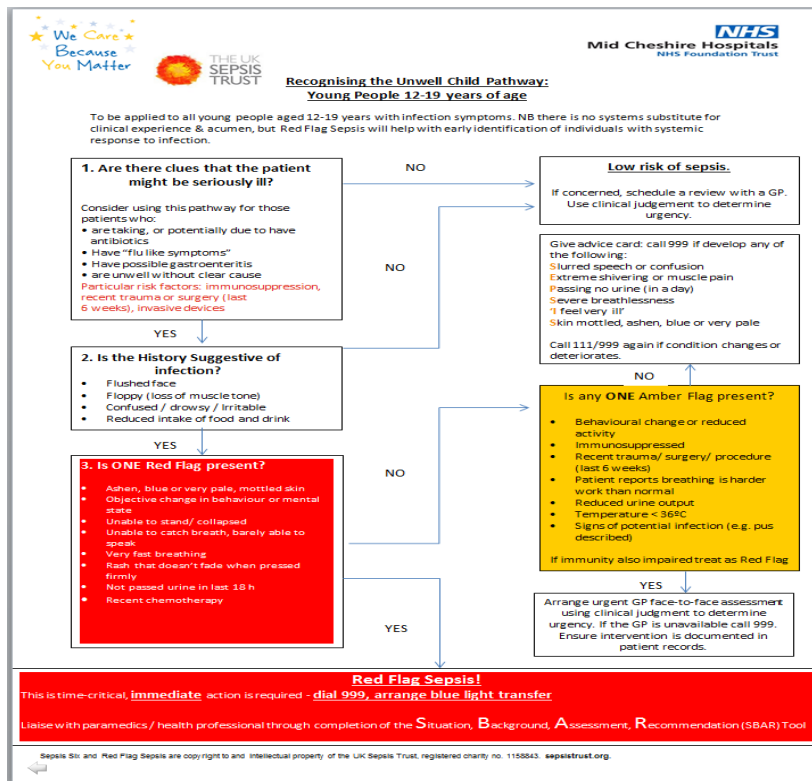 We Care
Because
You Matter
THE UK
SEPSIS
TRUST
NHS
Mid Cheshire Hospitals
NHS Foundation Trust
Recognising the Unwell Child Pathway:
Young People 12-19 years of age
To be applied to all young people aged 12-19 years with infection symptoms. NB there is no systems substitute for
clinical experience & acumen, but Red Flag Sepsis will help with early identification of individuals with systemic
response to infection.
1. Are there clues that the patient
might be seriously ill?
Consider using this pathway for those
patients who:
• are taking, or potentially due to have
antibiotics
• Have "flu like symptoms"
• Have possible gastroenteritis
• are unwell without clear cause
Particular risk factors: immunosuppression,
recent trauma or surgery (last
6 weeks), invasive devices
NO
Low risk of sepsis.
If concerned, schedule a review with a GP.
Use clinical judgement to determine
urgency.
NO
Give advice card: call 999 if develop any of
the following:
Slurred speech or confusion
Extreme shivering or muscle pain
Passing no urine (in a day)
Severe breathlessness
'I feel very ill'
Skin mottled, ashen, blue or very pale
Call 111/999 again if condition changes or
deteriorates.
YES
2. Is the History Suggestive of
infection?
• Flushed face
• Floppy (loss of muscle tone)
• Confused / drowsy / Irritable
• Reduced intake of food and drink
YES
NO
3. Is ONE Red Flag present?
• Ashen, blue or very pale, mottled skin
• Objective change in behaviour or mental
state
• Unable to stand/ collapsed
• Unable to catch breath, barely able to
speak
• Very fast breathing
• Rash that doesn't fade when pressed
firmly
• Not passed urine in last 18 h
• Recent chemotherapy
NO
Is any ONE Amber Flag present?
• Behavioural change or reduced
activity
• Immunosuppressed
• Recent trauma/ surgery/ procedure
(last 6 weeks)
• Patient reports breathing is harder
work than normal
• Reduced urine output
• Temperature < 36ºC
• Signs of potential infection (e.g. pus
described)
If immunity also impaired treat as Red Flag
YES
Arrange urgent GP face-to-face assessment
using clinical judgment to determine
urgency. If the GP is unavailable call 999.
Ensure intervention is documented in
patient records.
YES
Red Flag Sepsis!
This is time-critical, immediate action is required - dial 999, arrange blue light transfer
Liaise with paramedics / health professional through completion of the Situation, Background, Assessment, Recommendation (SBAR) Tool
Sepsis Six and Red Flag Sepsis are copyright to and intellectual property of the UK Sepsis Trust, registered charity no. 1158843. sepsistrust.org.